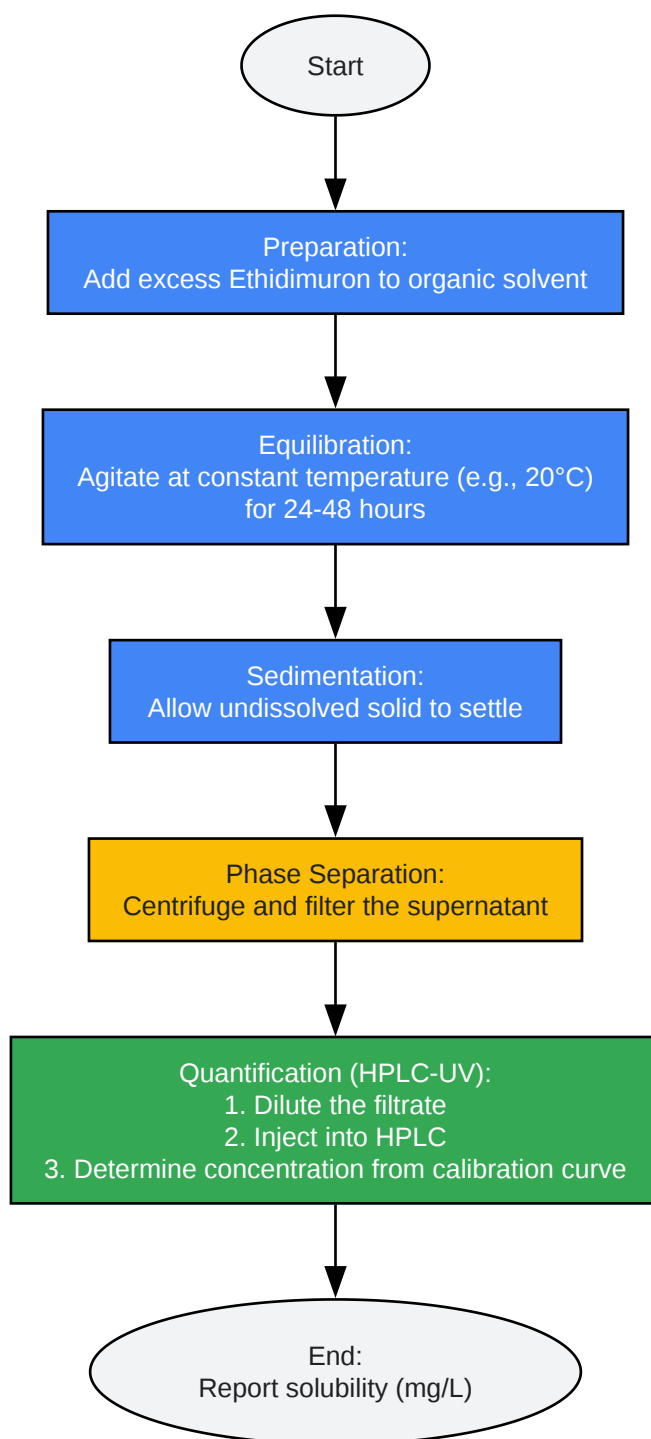 Start
Preparation:
Add excess Ethidimuron to organic solvent
Equilibration:
Agitate at constant temperature (e.g., 20°C)
for 24-48 hours
Sedimentation:
Allow undissolved solid to settle
Phase Separation:
Centrifuge and filter the supernatant
Quantification (HPLC-UV):
1. Dilute the filtrate
2. Inject into HPLC
3. Determine concentration from calibration curve
End:
Report solubility (mg/L)